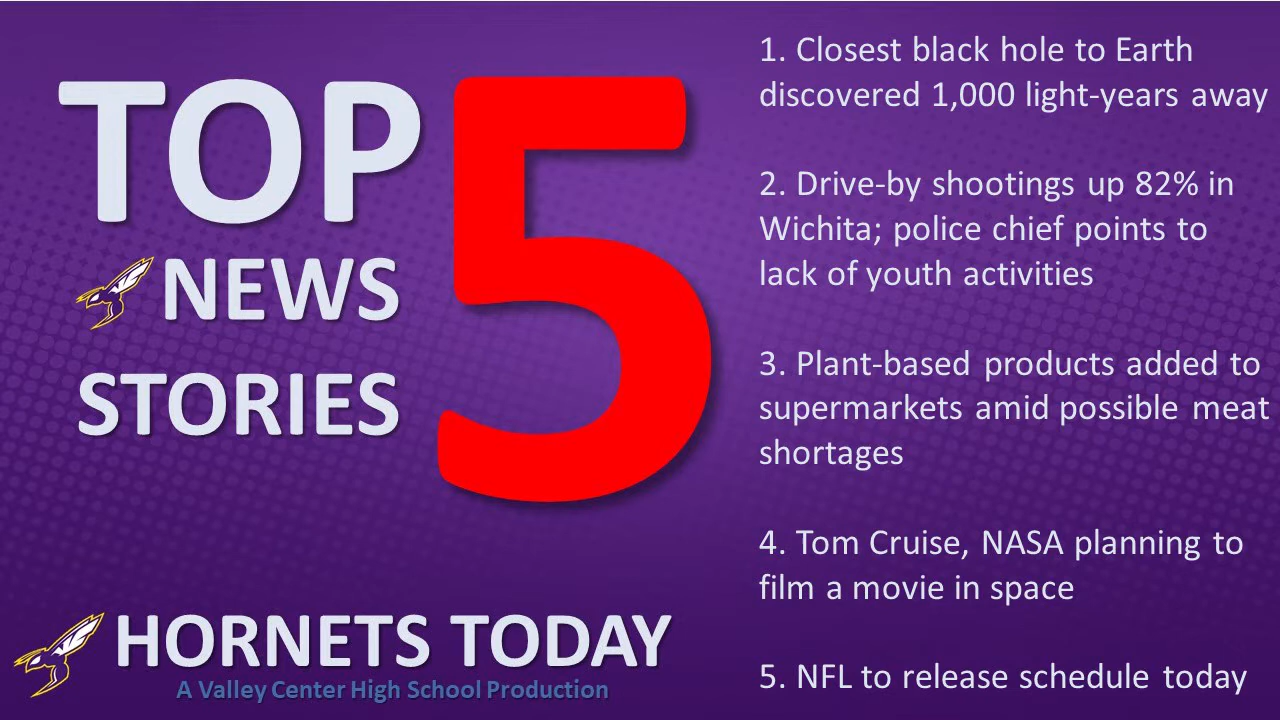 TOP 5
NEWS
STORIES
HORNETS TODAY
A Valley Center High School Production
1. Closest black hole to Earth
discovered 1,000 light-years away
2. Drive-by shootings up 82% in
Wichita; police chief points to
lack of youth activities
3. Plant-based products added to
supermarkets amid possible meat
shortages
4. Tom Cruise, NASA planning to
film a movie in space
5. NFL to release schedule today